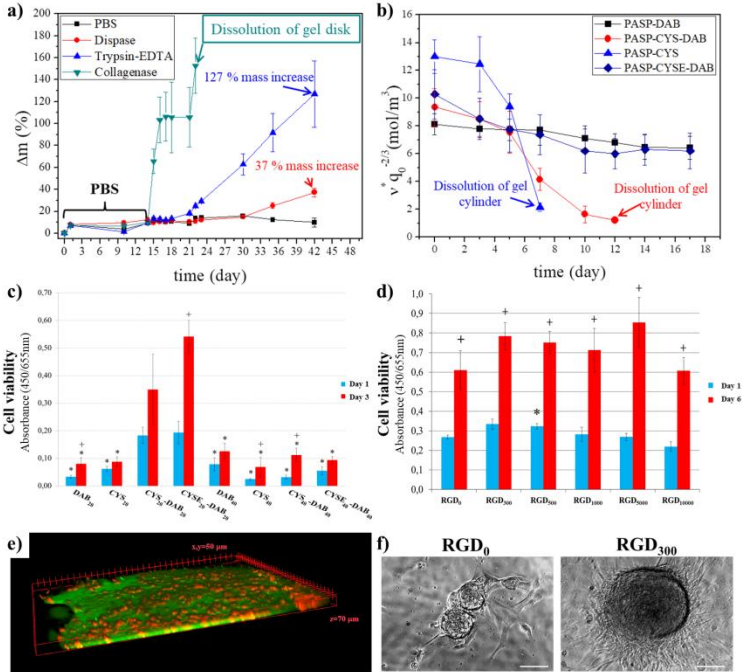 a)
PBS
Dispase
Trypsin-EDTA
Collagenase
Dissolution of gel disk
127 % mass increase
37 % mass increase
PBS
Δm (%)
160
140
120
100
80
60
40
20
0
0 3 6 9 12 15 18 21 24 27 30 33 36 39 42 45 48
time (day)
b)
PASP-DAB
PASP-CYS-DAB
PASP-CYS
PASP-CYSE-DAB
Dissolution of gel
cylinder
Dissolution of gel
cylinder
ν* q₀⁻²ᐟ³ (mol/m³)
16
14
12
10
8
6
4
2
0
0 2 4 6 8 10 12 14 16 18
time (day)
c)
Cell viability
Absorbance (450/655nm)
0,70
0,60
0,50
0,40
0,30
0,20
0,10
0,00
Day 1
Day 3
DAB₂₀
CYS₂₀
CYS₂₀-DAB₂₀
CYSE₂₀-DAB₂₀
DAB₄₀
CYS₄₀
CYS₄₀-DAB₄₀
CYSE₄₀-DAB₄₀
d)
Cell viability
Absorbance (450/655nm)
1,0
0,9
0,8
0,7
0,6
0,5
0,4
0,3
0,2
0,1
0,0
Day 1
Day 6
RGD₀
RGD₃₀₀
RGD₅₀₀
RGD₁₀₀₀
RGD₅₀₀₀
RGD₁₀₀₀₀
e)
x,y=50 μm
z=70 μm
f)
RGD₀
RGD₃₀₀